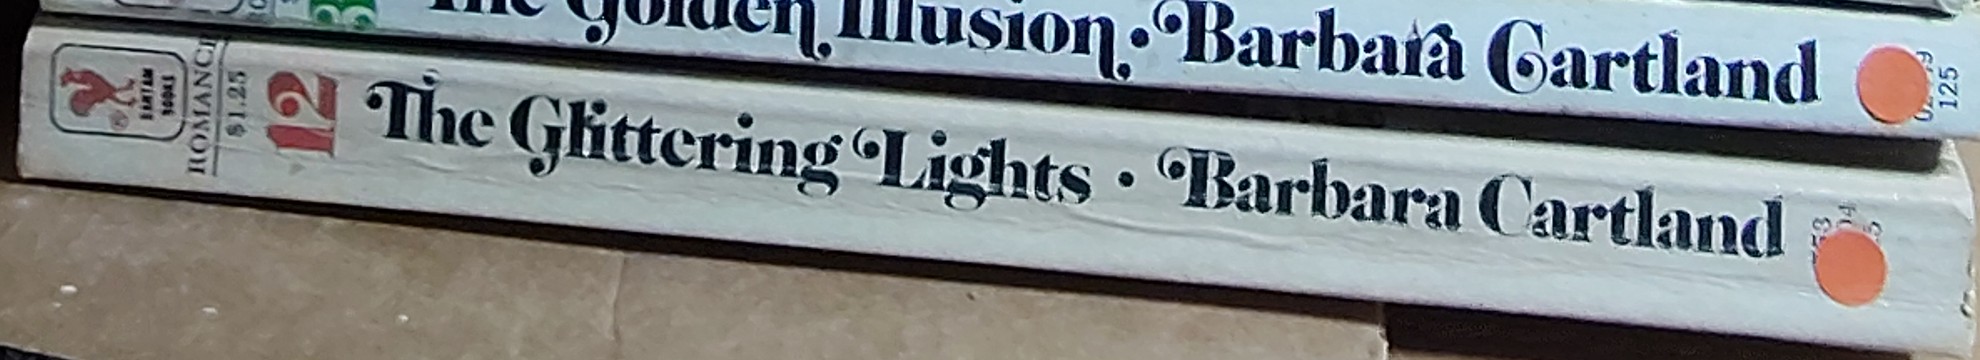 The Golden Illusion • Barbara Cartland
125
BANTAM
BOOKS
ROMANCE
$1.25
12
The Glittering Lights • Barbara Cartland